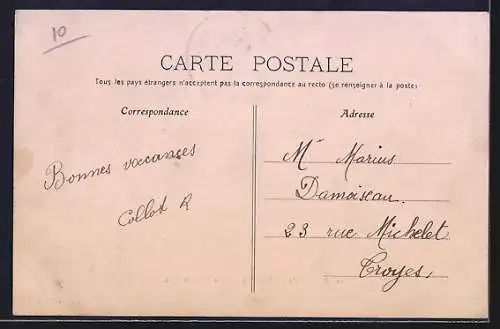 10
CARTE POSTALE
Tous les pays étrangers n'acceptent pas la correspondance au recto (se renseigner à la poste)
Correspondance
Bonnes vacances
Collot R
Adresse
Mr Marius
Damoiseau.
23 rue Michelet
Troyes.